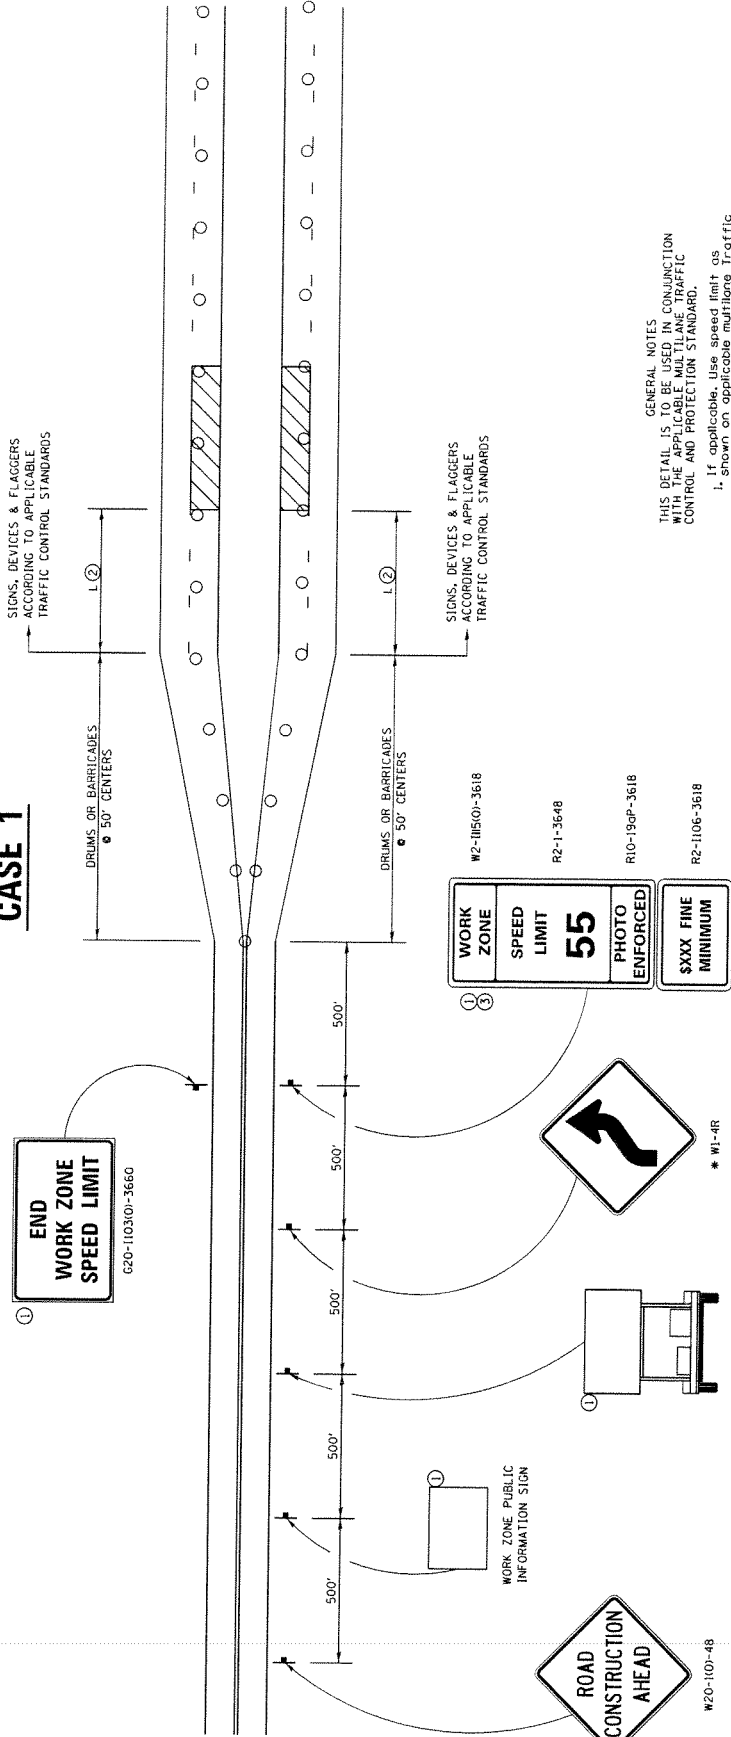 CASE 1
SIGNS, DEVICES & FLAGGERS
ACCORDING TO APPLICABLE
TRAFFIC CONTROL STANDARDS
L ②
DRUMS OR BARRICADES
@ 50' CENTERS
①
END
WORK ZONE
SPEED LIMIT
G20-I103(O)-3660
SIGNS, DEVICES & FLAGGERS
ACCORDING TO APPLICABLE
TRAFFIC CONTROL STANDARDS
L ②
DRUMS OR BARRICADES
@ 50' CENTERS
500'
500'
500'
500'
500'
ROAD
CONSTRUCTION
AHEAD
W20-1(O)-48
①
WORK ZONE PUBLIC
INFORMATION SIGN
①
* W1-4R
①
③
WORK
ZONE
SPEED
LIMIT
55
PHOTO
ENFORCED
$XXX FINE
MINIMUM
W2-I115(O)-3618
R2-1-3648
R10-I9aP-3618
R2-I106-3618
GENERAL NOTES
THIS DETAIL IS TO BE USED IN CONJUNCTION
WITH THE APPLICABLE MULTILANE TRAFFIC
CONTROL AND PROTECTION STANDARD.
1. If applicable. Use speed limit as
shown on applicable multilane Traffic